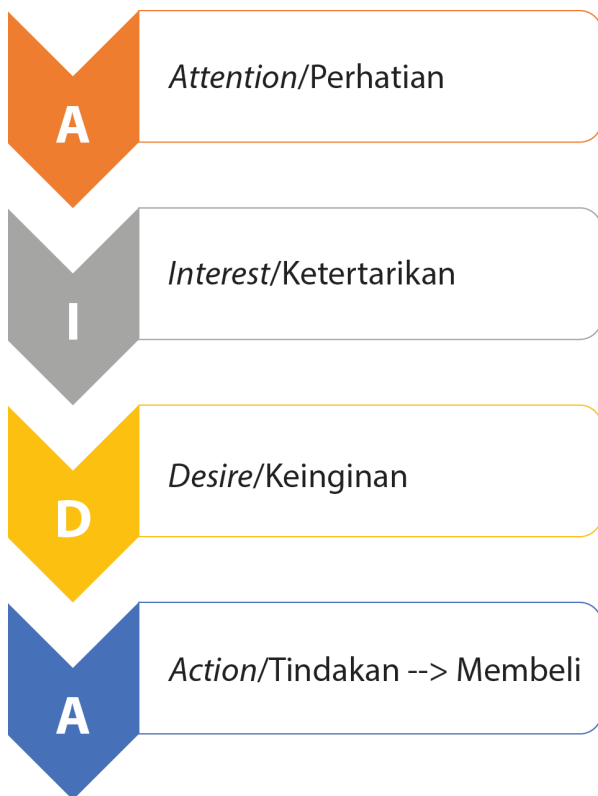 A
Attention/Perhatian
I
Interest/Ketertarikan
D
Desire/Keinginan
A
Action/Tindakan --> Membeli